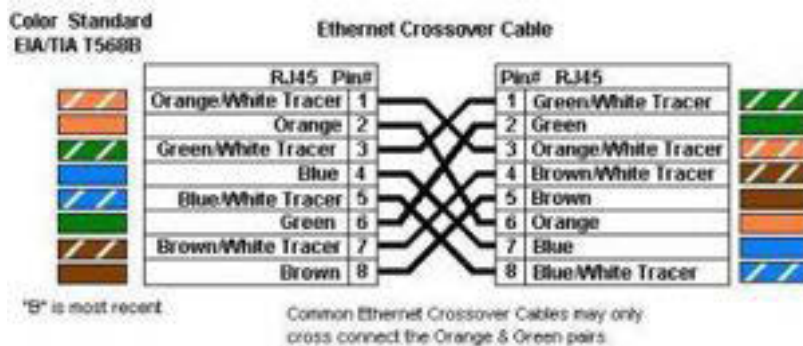 Color Standard
EIA/TIA T568B
Ethernet Crossover Cable
RJ45 Pin#
Pin# RJ45
Orange/White Tracer 1
1 Green/White Tracer
Orange 2
2 Green
Green/White Tracer 3
3 Orange/White Tracer
Blue 4
4 Brown/White Tracer
Blue/White Tracer 5
5 Brown
Green 6
6 Orange
Brown/White Tracer 7
7 Blue
Brown 8
8 Blue/White Tracer
"B" is most recent
Common Ethernet Crossover Cables may only
cross connect the Orange & Green pairs